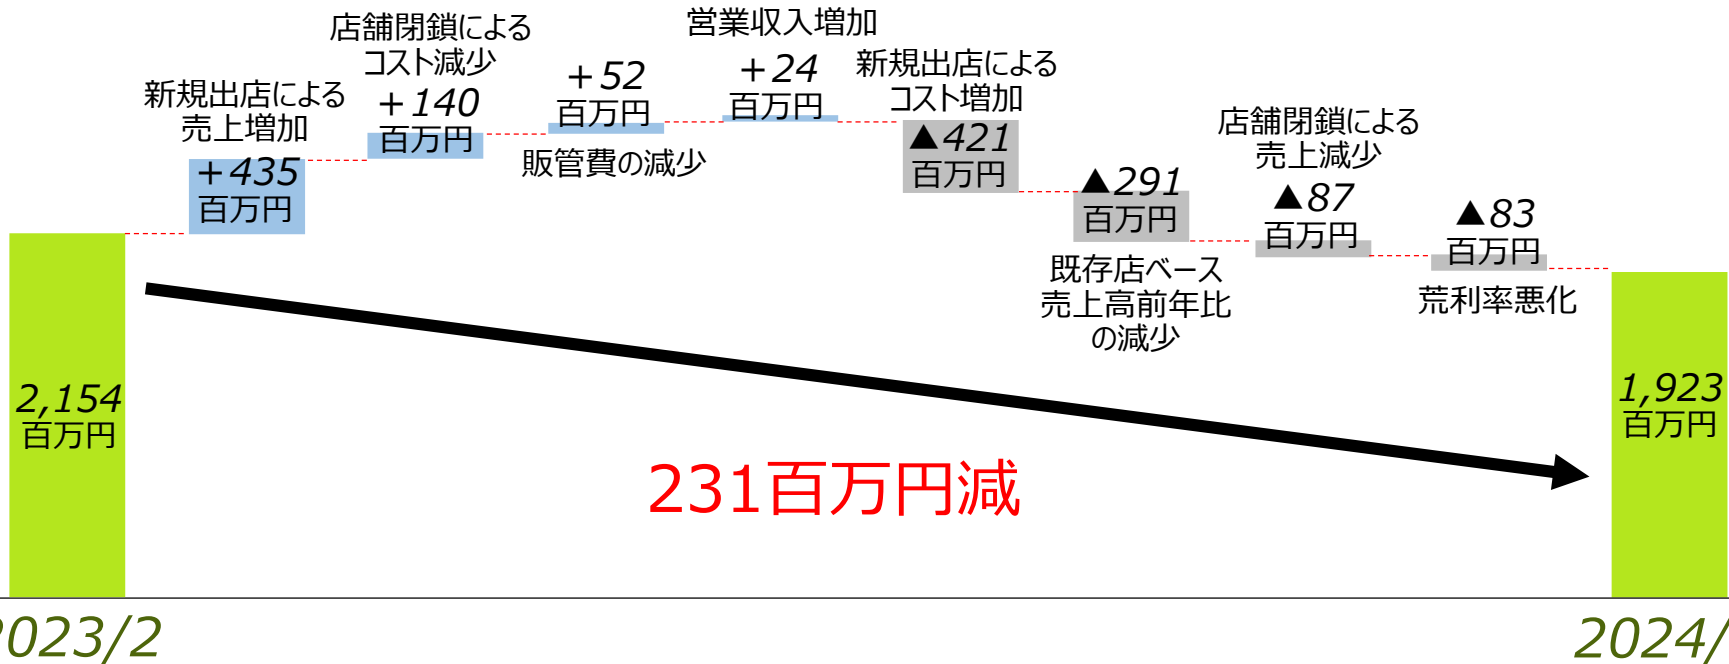 2,154
百万円
新規出店による
売上増加
+435
百万円
店舗閉鎖による
コスト減少
+140
百万円
+52
百万円
販管費の減少
営業収入増加
+24
百万円
新規出店による
コスト増加
▲421
百万円
▲291
百万円
既存店ベース
売上高前年比
の減少
店舗閉鎖による
売上減少
▲87
百万円
▲83
百万円
荒利率悪化
1,923
百万円
231百万円減
2023/2
2024/